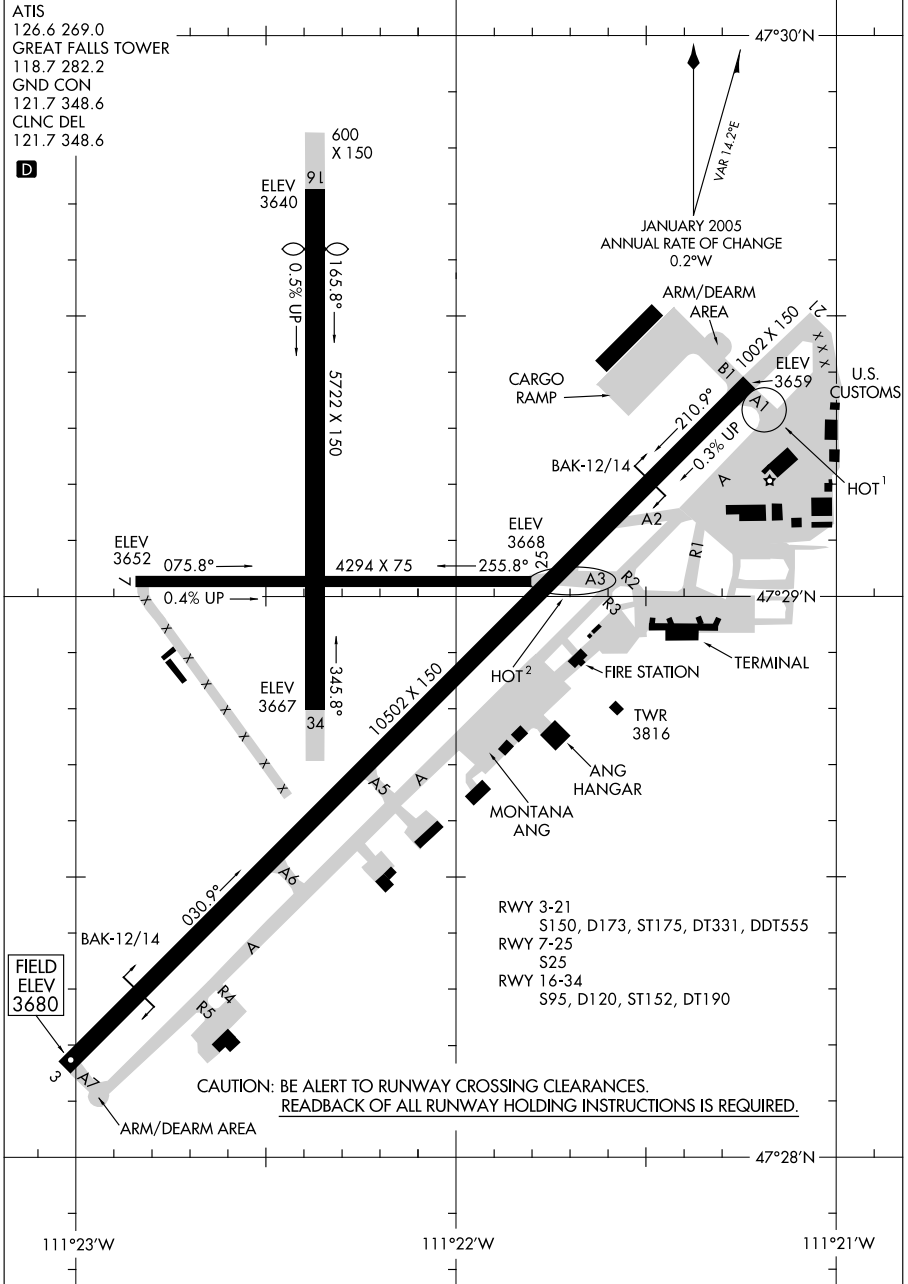 ATIS
126.6 269.0
GREAT FALLS TOWER
118.7 282.2
GND CON
121.7 348.6
CLNC DEL
121.7 348.6
D
47°30'N
VAR 14.2°E
JANUARY 2005
ANNUAL RATE OF CHANGE
0.2°W
600
X 150
16
ELEV
3640
0.5% UP
165.8°
5722 X 150
ARM/DEARM
AREA
1002 X 150
21
X X X
B1
ELEV
3659
U.S.
CUSTOMS
CARGO
RAMP
A1
210.9°
0.3% UP
BAK-12/14
A
HOT 1
A2
ELEV
3652
ELEV
3668
R1
7
075.8°
4294 X 75
255.8°
25
A3
R2
0.4% UP
47°29'N
R3
X
X
X
X
X
X
X
HOT 2
FIRE STATION
TERMINAL
345.8°
ELEV
3667
34
10502 X 150
TWR
3816
ANG
HANGAR
A5
A
MONTANA
ANG
A6
030.9°
RWY 3-21
S150, D173, ST175, DT331, DDT555
RWY 7-25
S25
RWY 16-34
S95, D120, ST152, DT190
BAK-12/14
A
FIELD
ELEV
3680
R4
R5
3
A7
CAUTION: BE ALERT TO RUNWAY CROSSING CLEARANCES.
READBACK OF ALL RUNWAY HOLDING INSTRUCTIONS IS REQUIRED.
ARM/DEARM AREA
47°28'N
111°23'W
111°22'W
111°21'W